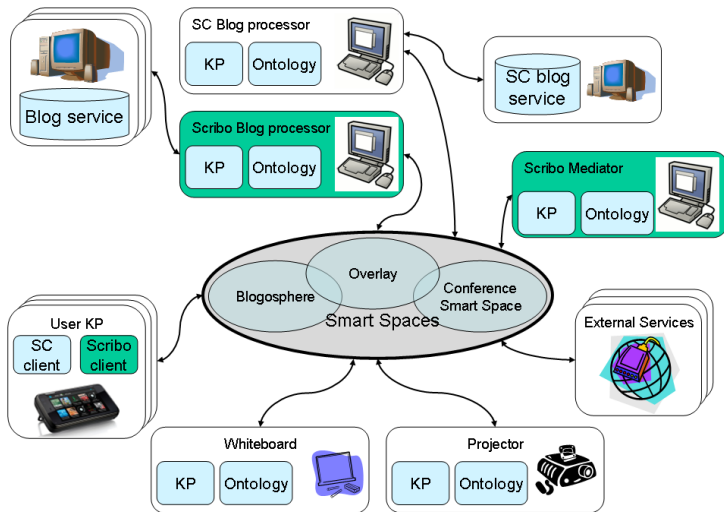 SC Blog processor
KP
Ontology
Blog service
SC blog
service
Scribo Blog processor
KP
Ontology
Scribo Mediator
KP
Ontology
Overlay
Blogosphere
Conference
Smart Space
Smart Spaces
User KP
SC
client
Scribo
client
External Services
Whiteboard
KP
Ontology
Projector
KP
Ontology